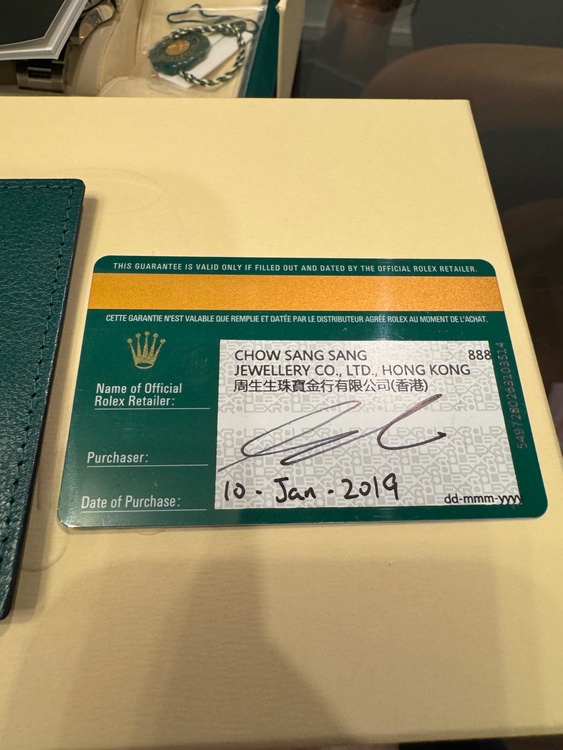 THIS GUARANTEE IS VALID ONLY IF FILLED OUT AND DATED BY THE OFFICIAL ROLEX RETAILER.
CETTE GARANTIE N'EST VALABLE QUE REMPLIE ET DATÉE PAR LE DISTRIBUTEUR AGRÉÉ ROLEX AU MOMENT DE L'ACHAT.
CHOW SANG SANG 888
JEWELLERY CO., LTD., HONG KONG
周生生珠寶金行有限公司(香港)
Name of Official
Rolex Retailer:
Purchaser:
Date of Purchase:
10 - Jan - 2019
dd-mmm-yyyy